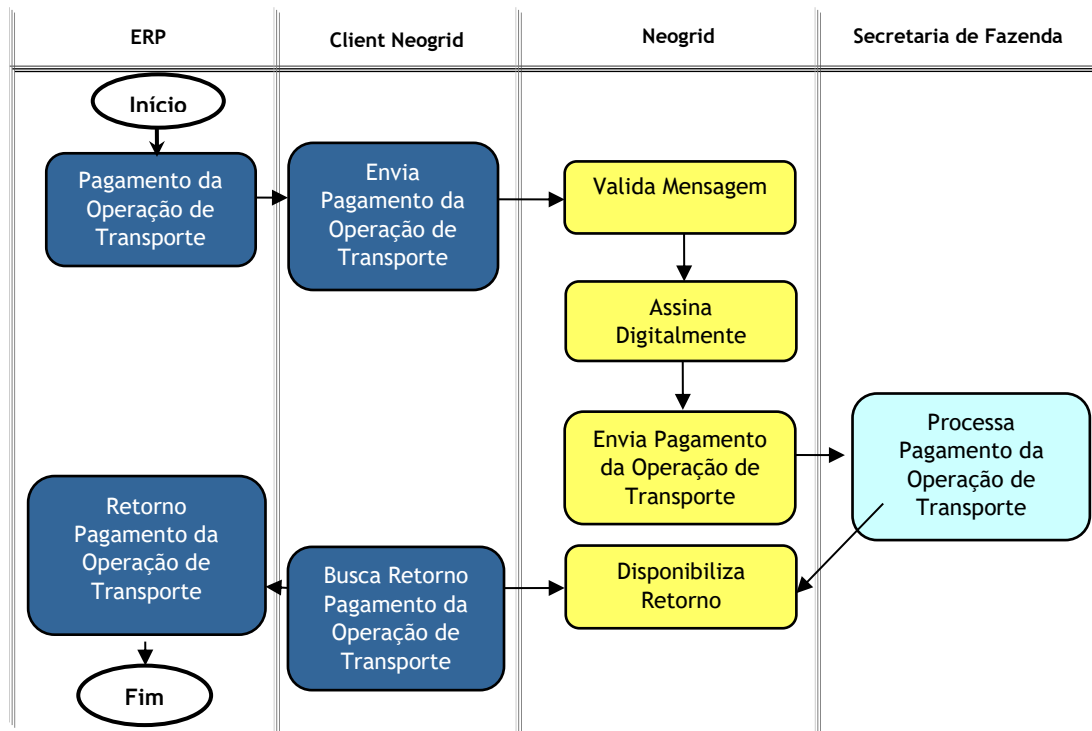 ERP
Client Neogrid
Neogrid
Secretaria de Fazenda
Início
Pagamento da
Operação de
Transporte
Envia
Pagamento da
Operação de
Transporte
Valida Mensagem
Assina
Digitalmente
Envia Pagamento
da Operação de
Transporte
Processa
Pagamento da
Operação de
Transporte
Retorno
Pagamento da
Operação de
Transporte
Busca Retorno
Pagamento da
Operação de
Transporte
Disponibiliza
Retorno
Fim